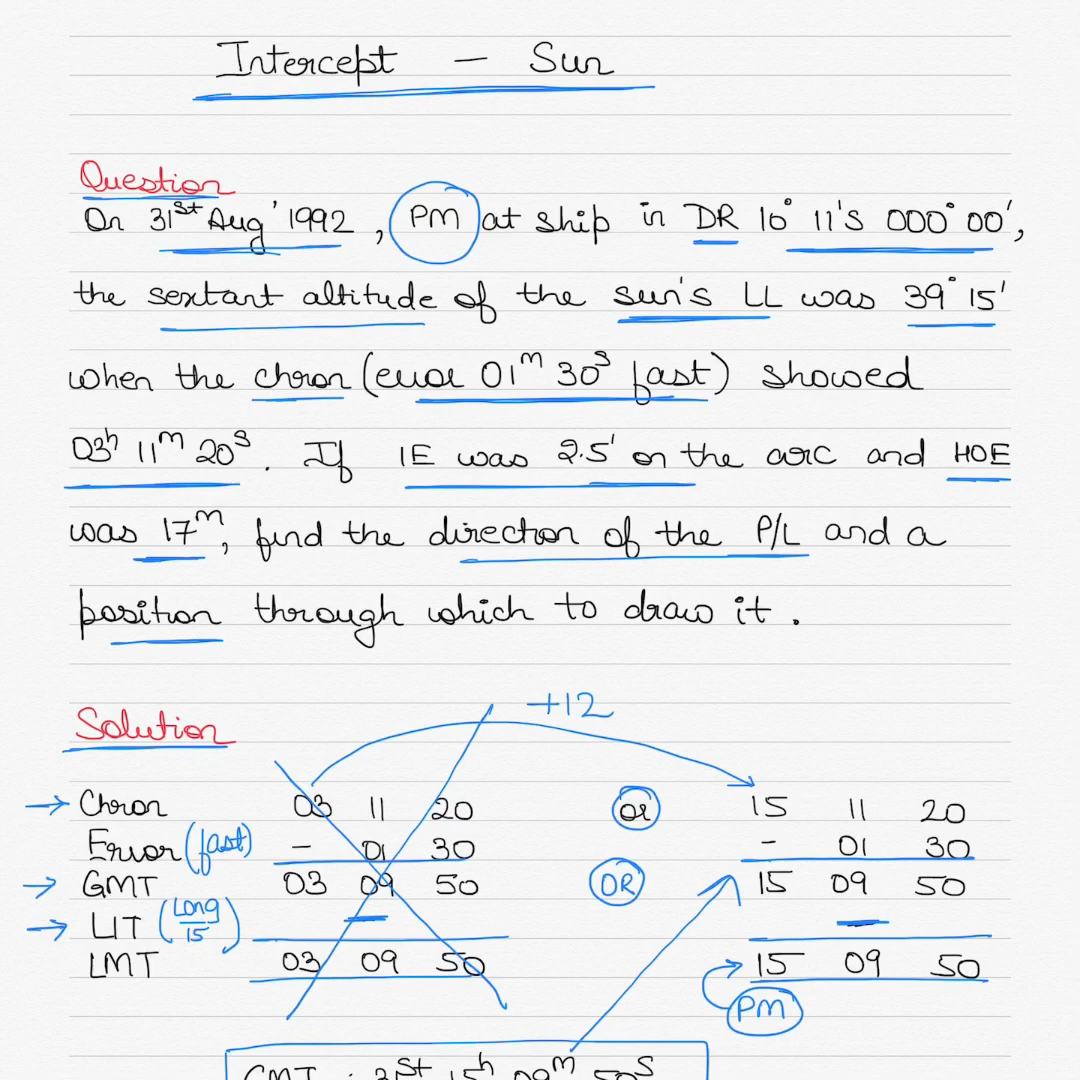 Intercept — Sun
Question
On 31st Aug' 1992, PM at ship in DR 10° 11'S 000° 00',
the sextant altitude of the sun's LL was 39° 15'
when the chron (error 01m 30s fast) showed
03h 11m 20s. If IE was 2.5' on the arc and HOE
was 17m, find the direction of the P/L and a
position through which to draw it.
Solution
+12
→ Chron 03 11 20 or 15 11 20
Error (fast) – 01 30 – 01 30
→ GMT 03 09 50 OR 15 09 50
→ LIT (Long/15) — —
LMT 03 09 50 15 09 50
PM
GMT : 31st 15h 09m 50s